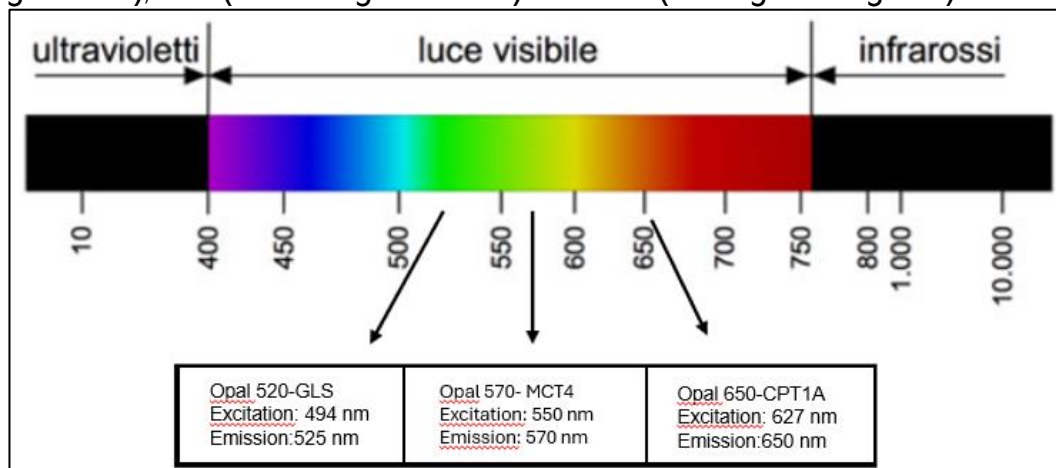 ultravioletti luce visibile infrarossi
10 400 450 500 550 600 650 700 750 800 1.000 10.000
Opal 520-GLS
Excitation: 494 nm
Emission:525 nm
Opal 570- MCT4
Excitation: 550 nm
Emission: 570 nm
Opal 650-CPT1A
Excitation: 627 nm
Emission:650 nm